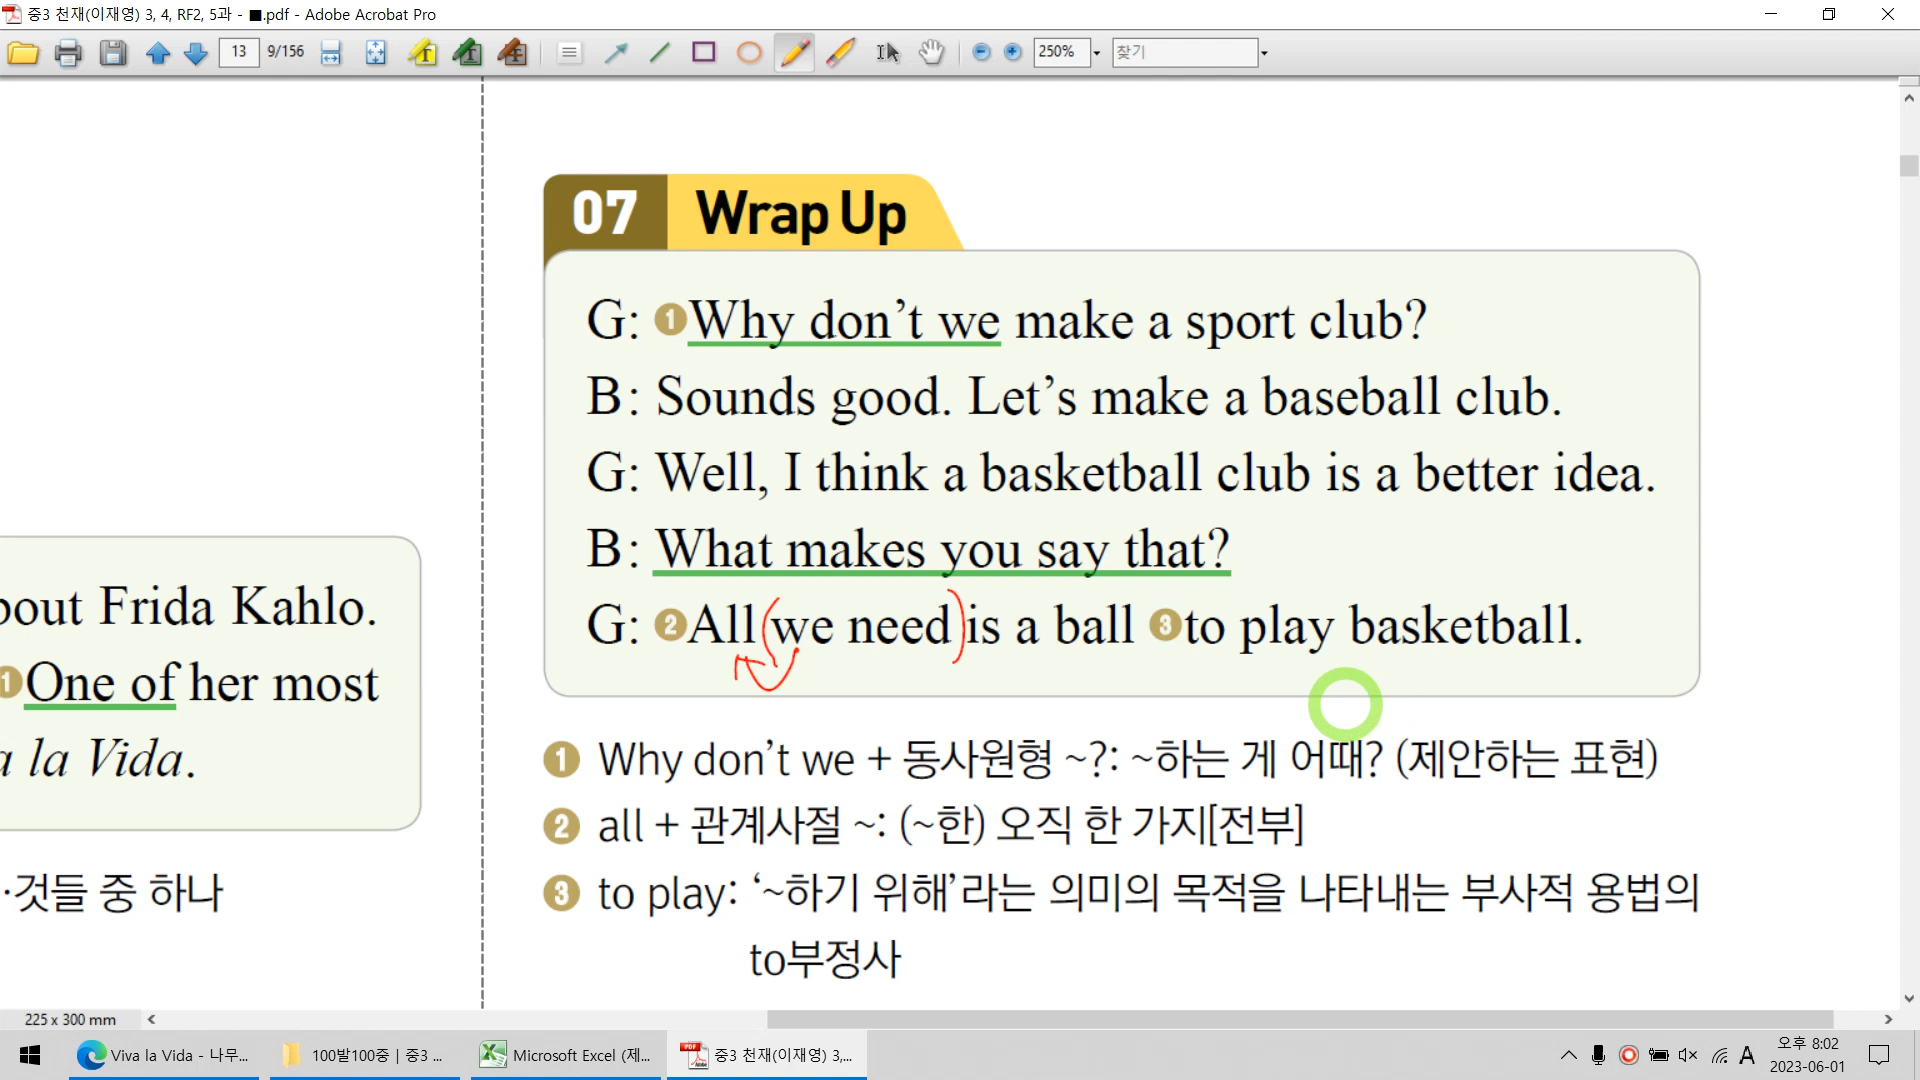 중3 천재(이재영) 3, 4, RF2, 5과 - ■.pdf - Adobe Acrobat Pro
13 9/156 250% 찾기
07 Wrap Up
G: ❶Why don’t we make a sport club?
B: Sounds good. Let’s make a baseball club.
G: Well, I think a basketball club is a better idea.
B: What makes you say that?
G: ❷All (we need) is a ball ❸to play basketball.
❶ Why don’t we + 동사원형 ~?: ~하는 게 어때? (제안하는 표현)
❷ all + 관계사절 ~: (~한) 오직 한 가지[전부]
❸ to play: ‘~하기 위해’라는 의미의 목적을 나타내는 부사적 용법의
to부정사
bout Frida Kahlo.
❶One of her most
a la Vida.
·것들 중 하나
225 x 300 mm
Viva la Vida - 나무...
100발100중 | 중3 ...
Microsoft Excel (제...
중3 천재(이재영) 3,...
A
오후 8:02
2023-06-01